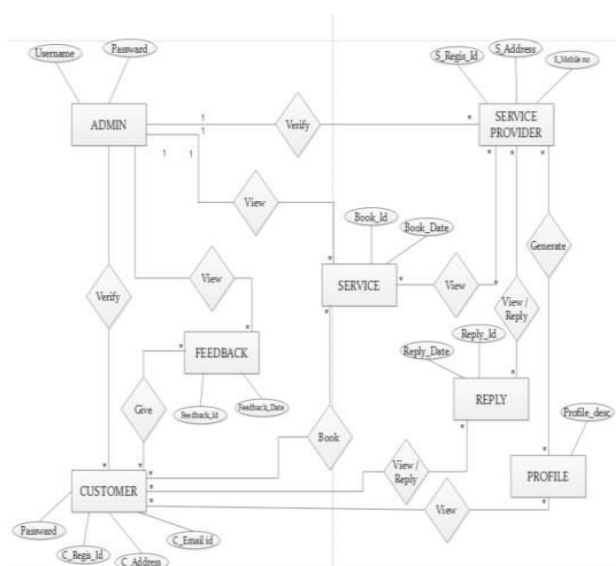 Username
Password
S_Regis_Id
S_Address
S_Mobile no
ADMIN
1
Verify
*
SERVICE
PROVIDER
1
1
1
*
*
*
View
Book_Id
Book_Date
Generate
*
View
SERVICE
*
View
Verify
*
View /
Reply
*
*
FEEDBACK
Reply_Date
Reply_Id
*
Give
Feedback_Id
Feedback_Date
REPLY
Profile_desc
*
Book
*
*
*
*
View /
Reply
PROFILE
CUSTOMER
*
*
View
*
Password
C_Email id
C_Regis_Id
C_Address